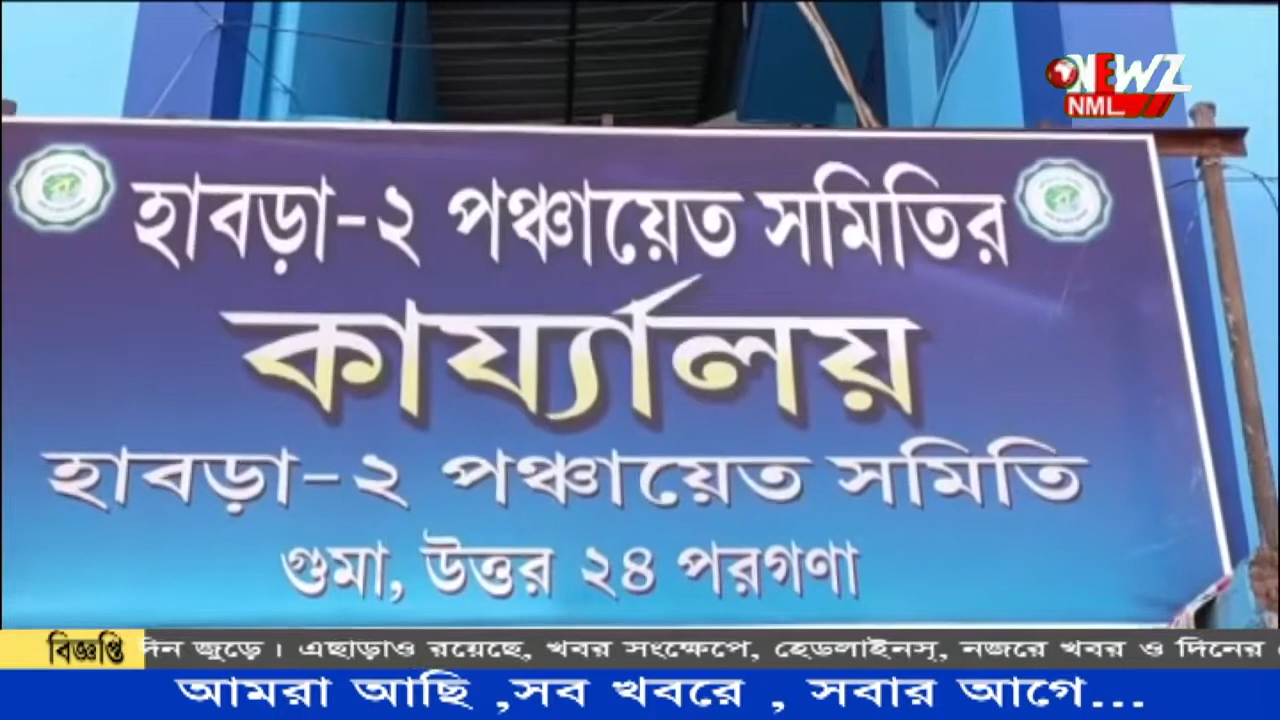 NEWZ
NML
হাবড়া-২ পঞ্চায়েত সমিতির
কার্য্যালয়
হাবড়া-২ পঞ্চায়েত সমিতি
গুমা, উত্তর ২৪ পরগণা
বিজ্ঞপ্তি দিন জুড়ে। এছাড়াও রয়েছে, খবর সংক্ষেপে, হেডলাইনস্, নজরে খবর ও দিনের
আমরা আছি ,সব খবরে , সবার আগে...